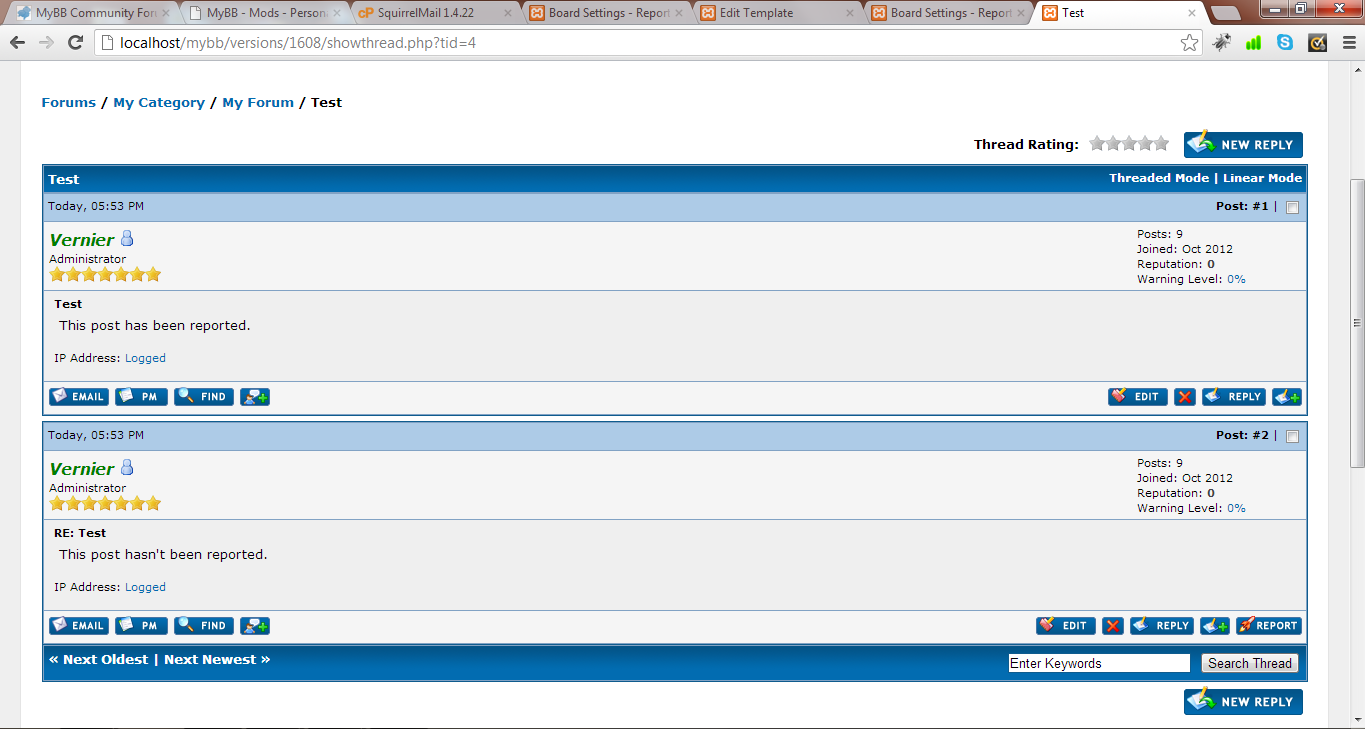 MyBB Community Foru
MyBB - Mods - Persona
cP SquirrelMail 1.4.22
Board Settings - Report
Edit Template
Board Settings - Report
Test
localhost/mybb/versions/1608/showthread.php?tid=4
Forums / My Category / My Forum / Test
Thread Rating:
NEW REPLY
Test
Threaded Mode | Linear Mode
Today, 05:53 PM
Post: #1 |
Vernier
Administrator
Posts: 9
Joined: Oct 2012
Reputation: 0
Warning Level: 0%
Test
This post has been reported.
IP Address: Logged
EMAIL PM FIND
EDIT REPLY
Today, 05:53 PM
Post: #2 |
Vernier
Administrator
Posts: 9
Joined: Oct 2012
Reputation: 0
Warning Level: 0%
RE: Test
This post hasn't been reported.
IP Address: Logged
EMAIL PM FIND
EDIT REPLY REPORT
« Next Oldest | Next Newest »
Enter Keywords
Search Thread
NEW REPLY